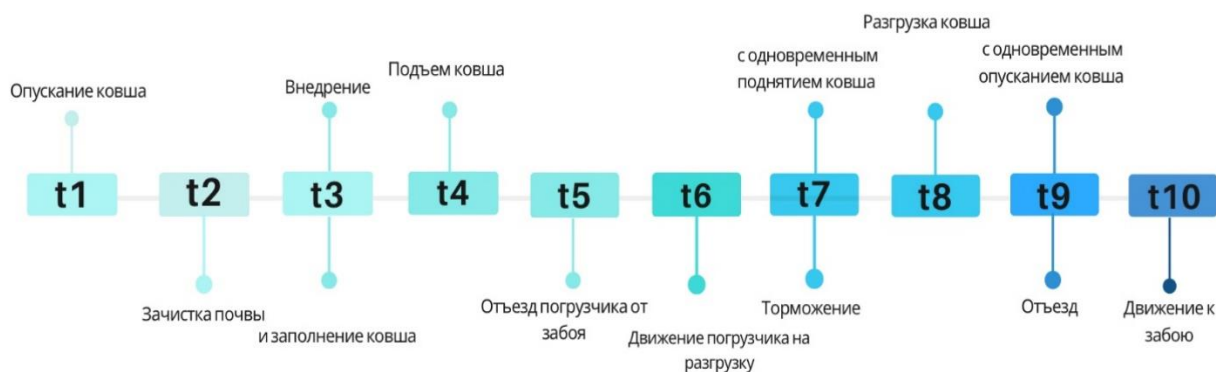 Разгрузка ковша
с одновременным
поднятием ковша
с одновременным
опусканием ковша
Подъем ковша
Внедрение
Опускание ковша
t1
t2
t3
t4
t5
t6
t7
t8
t9
t10
Зачистка почвы
и заполнение ковша
Отъезд погрузчика от
забоя
Движение погрузчика на
разгрузку
Торможение
Отъезд
Движение к
забою